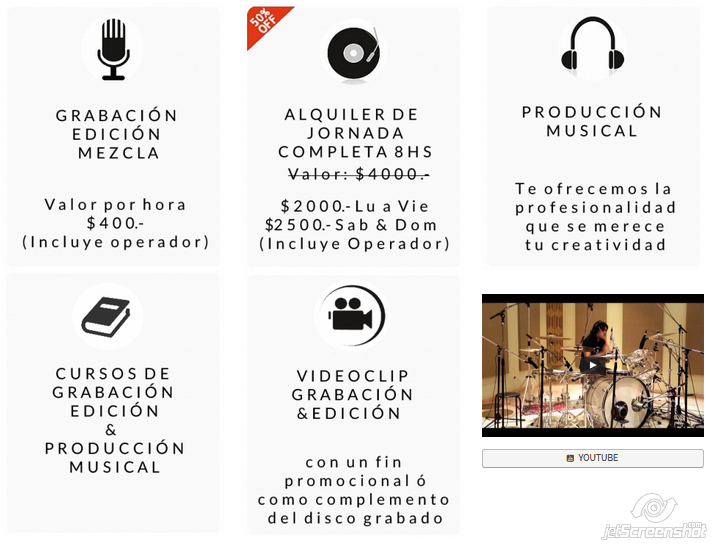 GRABACIÓN
EDICIÓN
MEZCLA
Valor por hora
$400.-
(Incluye operador)
50%
OFF
ALQUILER DE
JORNADA
COMPLETA 8HS
Valor: $4000.-
$2000.- Lu a Vie
$2500.- Sab & Dom
(Incluye Operador)
PRODUCCIÓN
MUSICAL
Te ofrecemos la
profesionalidad
que se merece
tu creatividad
CURSOS DE
GRABACIÓN
EDICIÓN
&
PRODUCCIÓN
MUSICAL
VIDEOCLIP
GRABACIÓN
&EDICIÓN
con un fin
promocional ó
como complemento
del disco grabado
YOUTUBE
jetScreenshot
.com